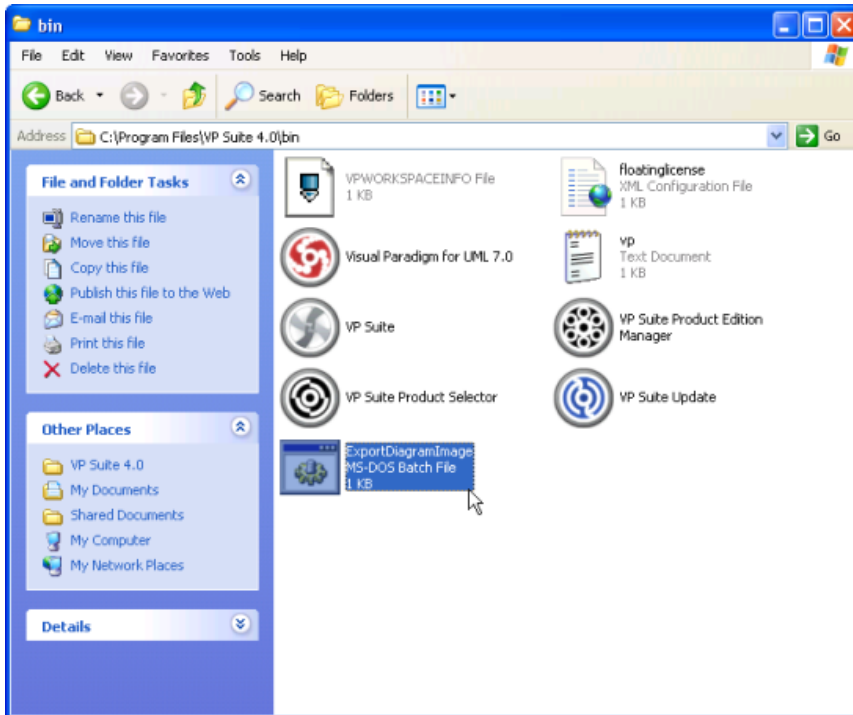 bin
File Edit View Favorites Tools Help
Back Search Folders
Address C:\Program Files\VP Suite 4.0\bin Go
File and Folder Tasks
Rename this file
Move this file
Copy this file
Publish this file to the Web
E-mail this file
Print this file
Delete this file
Other Places
VP Suite 4.0
My Documents
Shared Documents
My Computer
My Network Places
Details
VPWORKSPACEINFO File
1 KB
floatinglicense
XML Configuration File
1 KB
Visual Paradigm for UML 7.0
vp
Text Document
1 KB
VP Suite
VP Suite Product Edition
Manager
VP Suite Product Selector
VP Suite Update
ExportDiagramImage
MS-DOS Batch File
1 KB